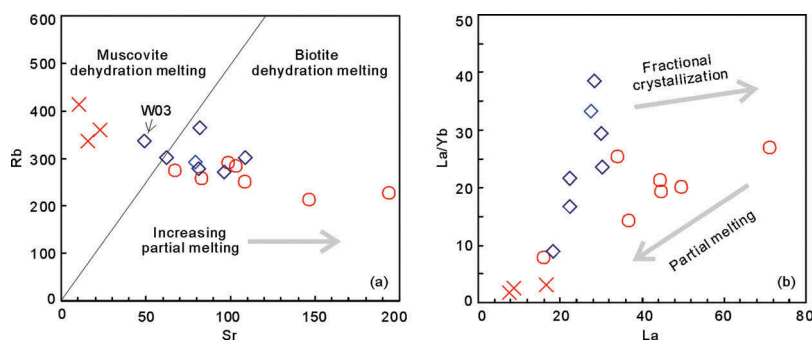 600
500
400
300
200
100
0
Rb
Muscovite
dehydration melting
Biotite
dehydration melting
W03
Increasing
partial melting
(a)
0
50
100
150
200
Sr
50
40
30
20
10
0
La/Yb
Fractional
crystallization
Partial melting
(b)
0
20
40
60
80
La